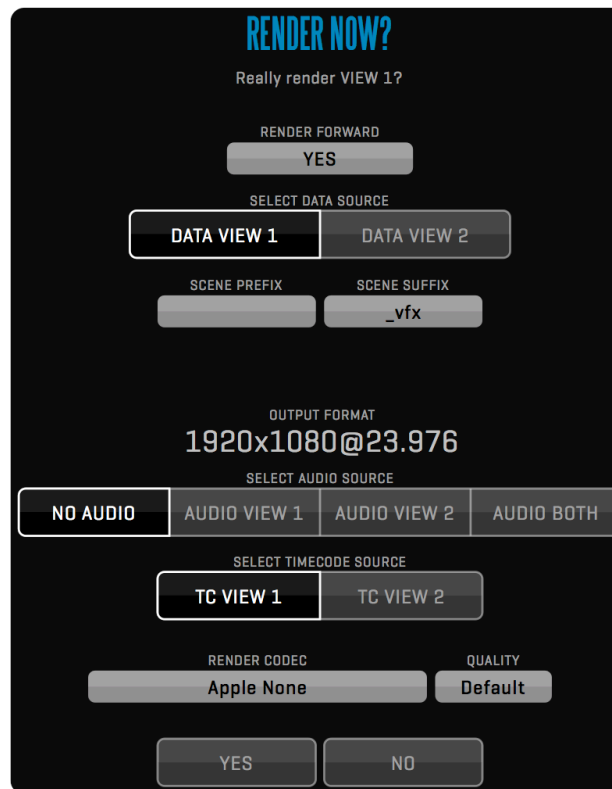 RENDER NOW?
Really render VIEW 1?
RENDER FORWARD
YES
SELECT DATA SOURCE
DATA VIEW 1 DATA VIEW 2
SCENE PREFIX SCENE SUFFIX
_vfx
OUTPUT FORMAT
1920x1080@23.976
SELECT AUDIO SOURCE
NO AUDIO AUDIO VIEW 1 AUDIO VIEW 2 AUDIO BOTH
SELECT TIMECODE SOURCE
TC VIEW 1 TC VIEW 2
RENDER CODEC QUALITY
Apple None Default
YES NO